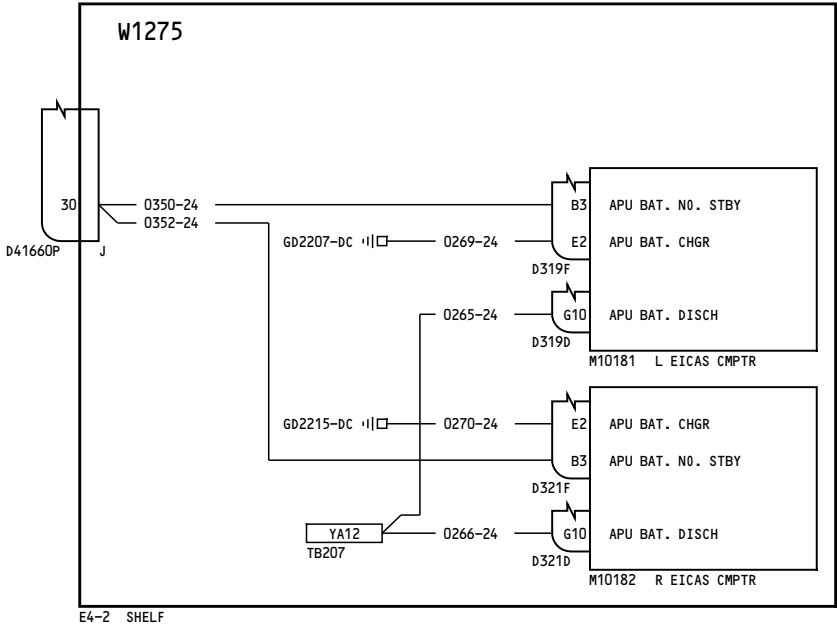 W1275
30 0350-24 B3 APU BAT. NO. STBY
0352-24
D41660P J GD2207-DC 0269-24 E2 APU BAT. CHGR
D319F
0265-24 G10 APU BAT. DISCH
D319D
M10181 L EICAS CMPTR
GD2215-DC 0270-24 E2 APU BAT. CHGR
B3 APU BAT. NO. STBY
D321F
YA12 0266-24 G10 APU BAT. DISCH
TB207
D321D
M10182 R EICAS CMPTR
E4-2 SHELF